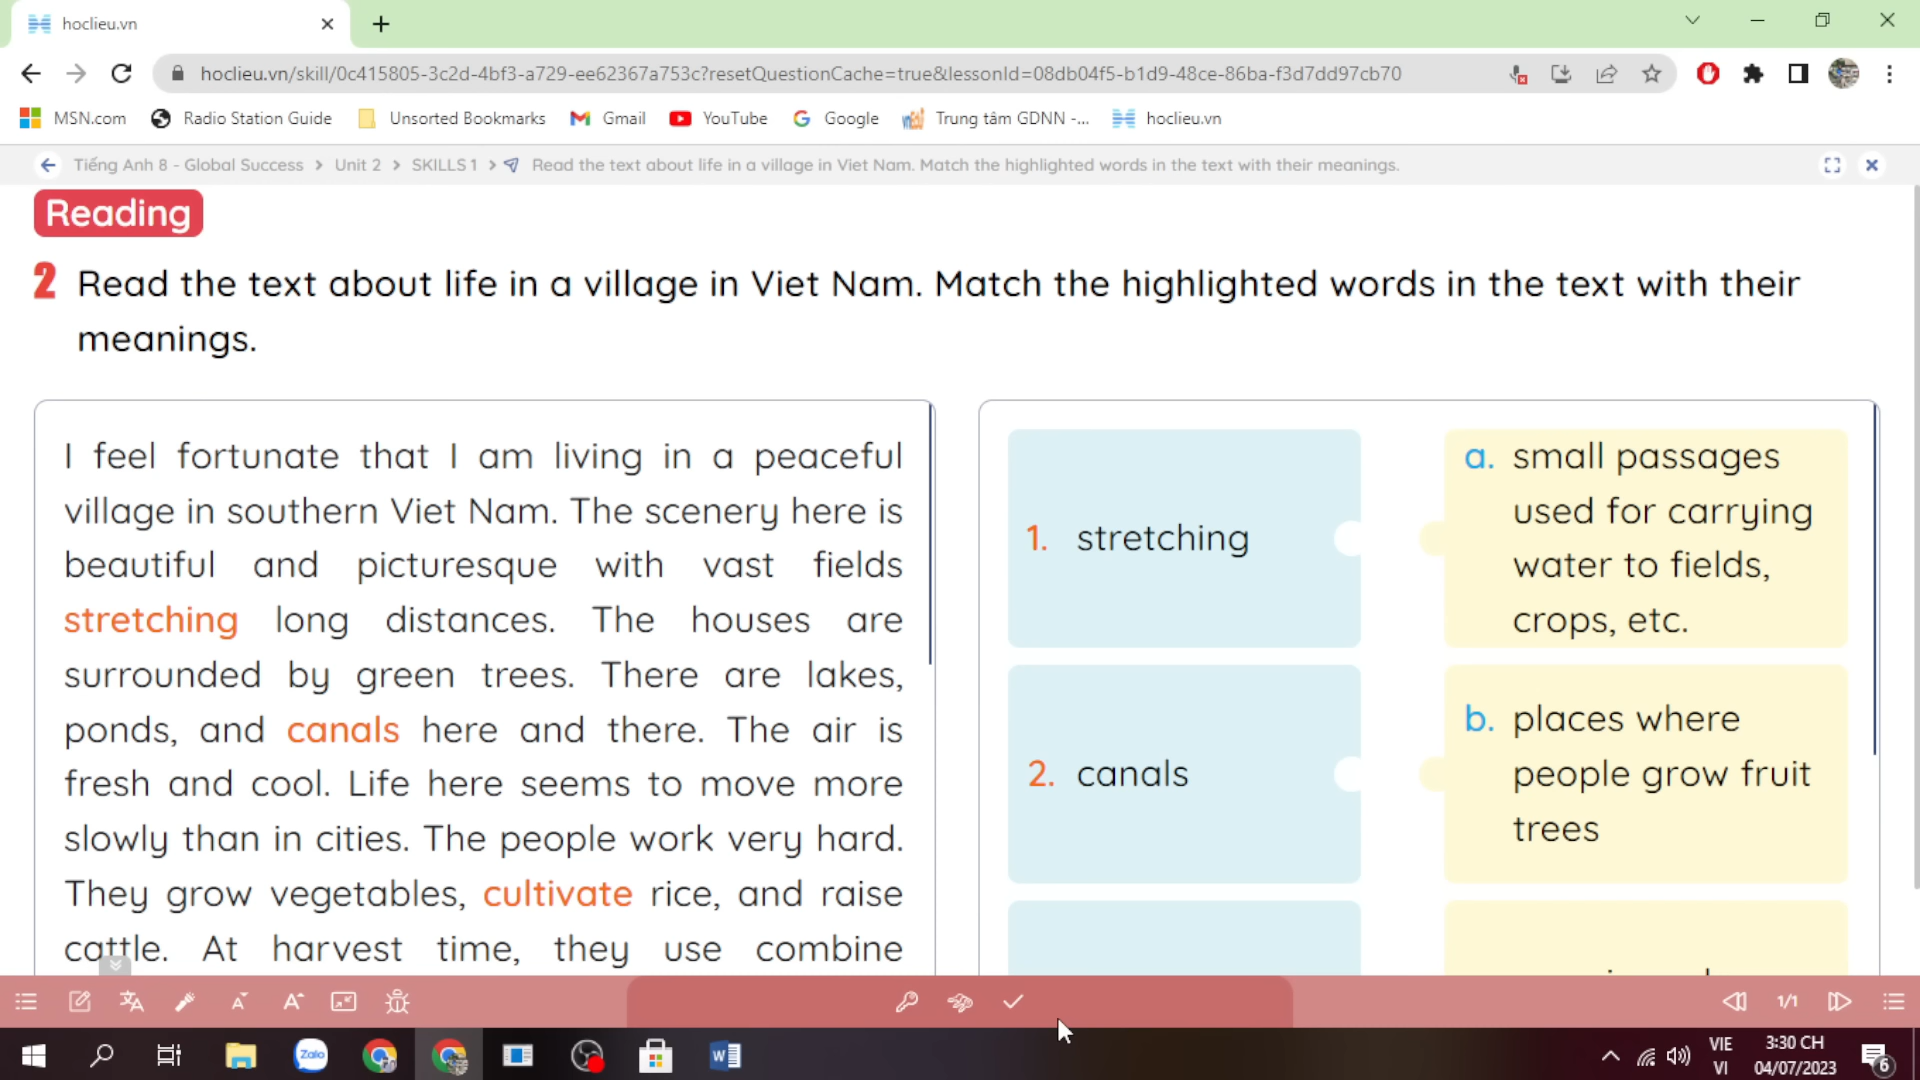 hoclieu.vn
hoclieu.vn/skill/0c415805-3c2d-4bf3-a729-ee62367a753c?resetQuestionCache=true&lessonId=08db04f5-b1d9-48ce-86ba-f3d7dd97cb70
MSN.com Radio Station Guide Unsorted Bookmarks Gmail YouTube Google Trung tâm GDNN -... hoclieu.vn
Tiếng Anh 8 - Global Success > Unit 2 > SKILLS 1 > Read the text about life in a village in Viet Nam. Match the highlighted words in the text with their meanings.
Reading
2 Read the text about life in a village in Viet Nam. Match the highlighted words in the text with their
meanings.
I feel fortunate that I am living in a peaceful
village in southern Viet Nam. The scenery here is
beautiful and picturesque with vast fields
stretching long distances. The houses are
surrounded by green trees. There are lakes,
ponds, and canals here and there. The air is
fresh and cool. Life here seems to move more
slowly than in cities. The people work very hard.
They grow vegetables, cultivate rice, and raise
cattle. At harvest time, they use combine
1. stretching
2. canals
a. small passages
used for carrying
water to fields,
crops, etc.
b. places where
people grow fruit
trees
1/1
Zalo
VIE
VI
3:30 CH
04/07/2023
6